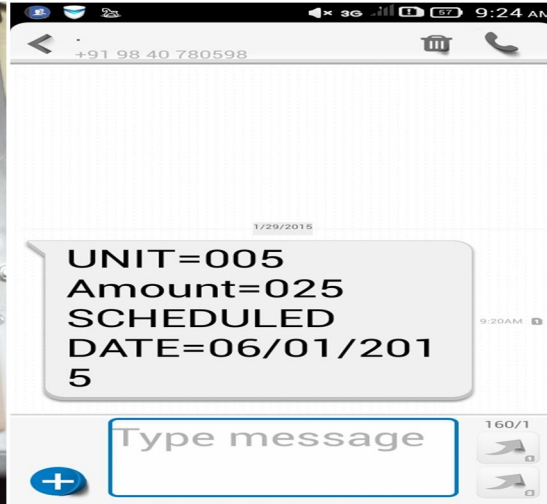 3G 57 9:24 AM
.
+91 98 40 780598
1/29/2015
UNIT=005
Amount=025
SCHEDULED
DATE=06/01/201
5
9:20AM 1
Type message
160/1